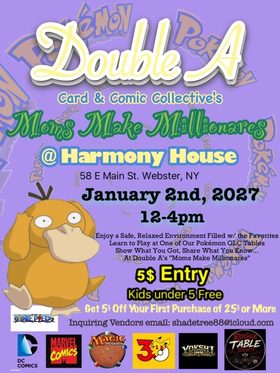 Pokémon
Double A
Card & Comic Collective's
Moms Make Millionares
@ Harmony House
58 E Main St. Webster, NY
January 2nd, 2027
12-4pm
Enjoy a Safe, Relaxed Environment Filled w/ the Favorites
Learn to Play at One of Our Pokémon GLC Tables
Show What You Got, Share What You Know...
At Double A's "Moms Make Millionares"
5$ Entry
Kids under 5 Free
Get 5$ Off Your First Purchase of 25$ or More
Inquiring Vendors email: shadetree88@icloud.com
DC
COMICS
MARVEL
COMICS
Magic
TABLE